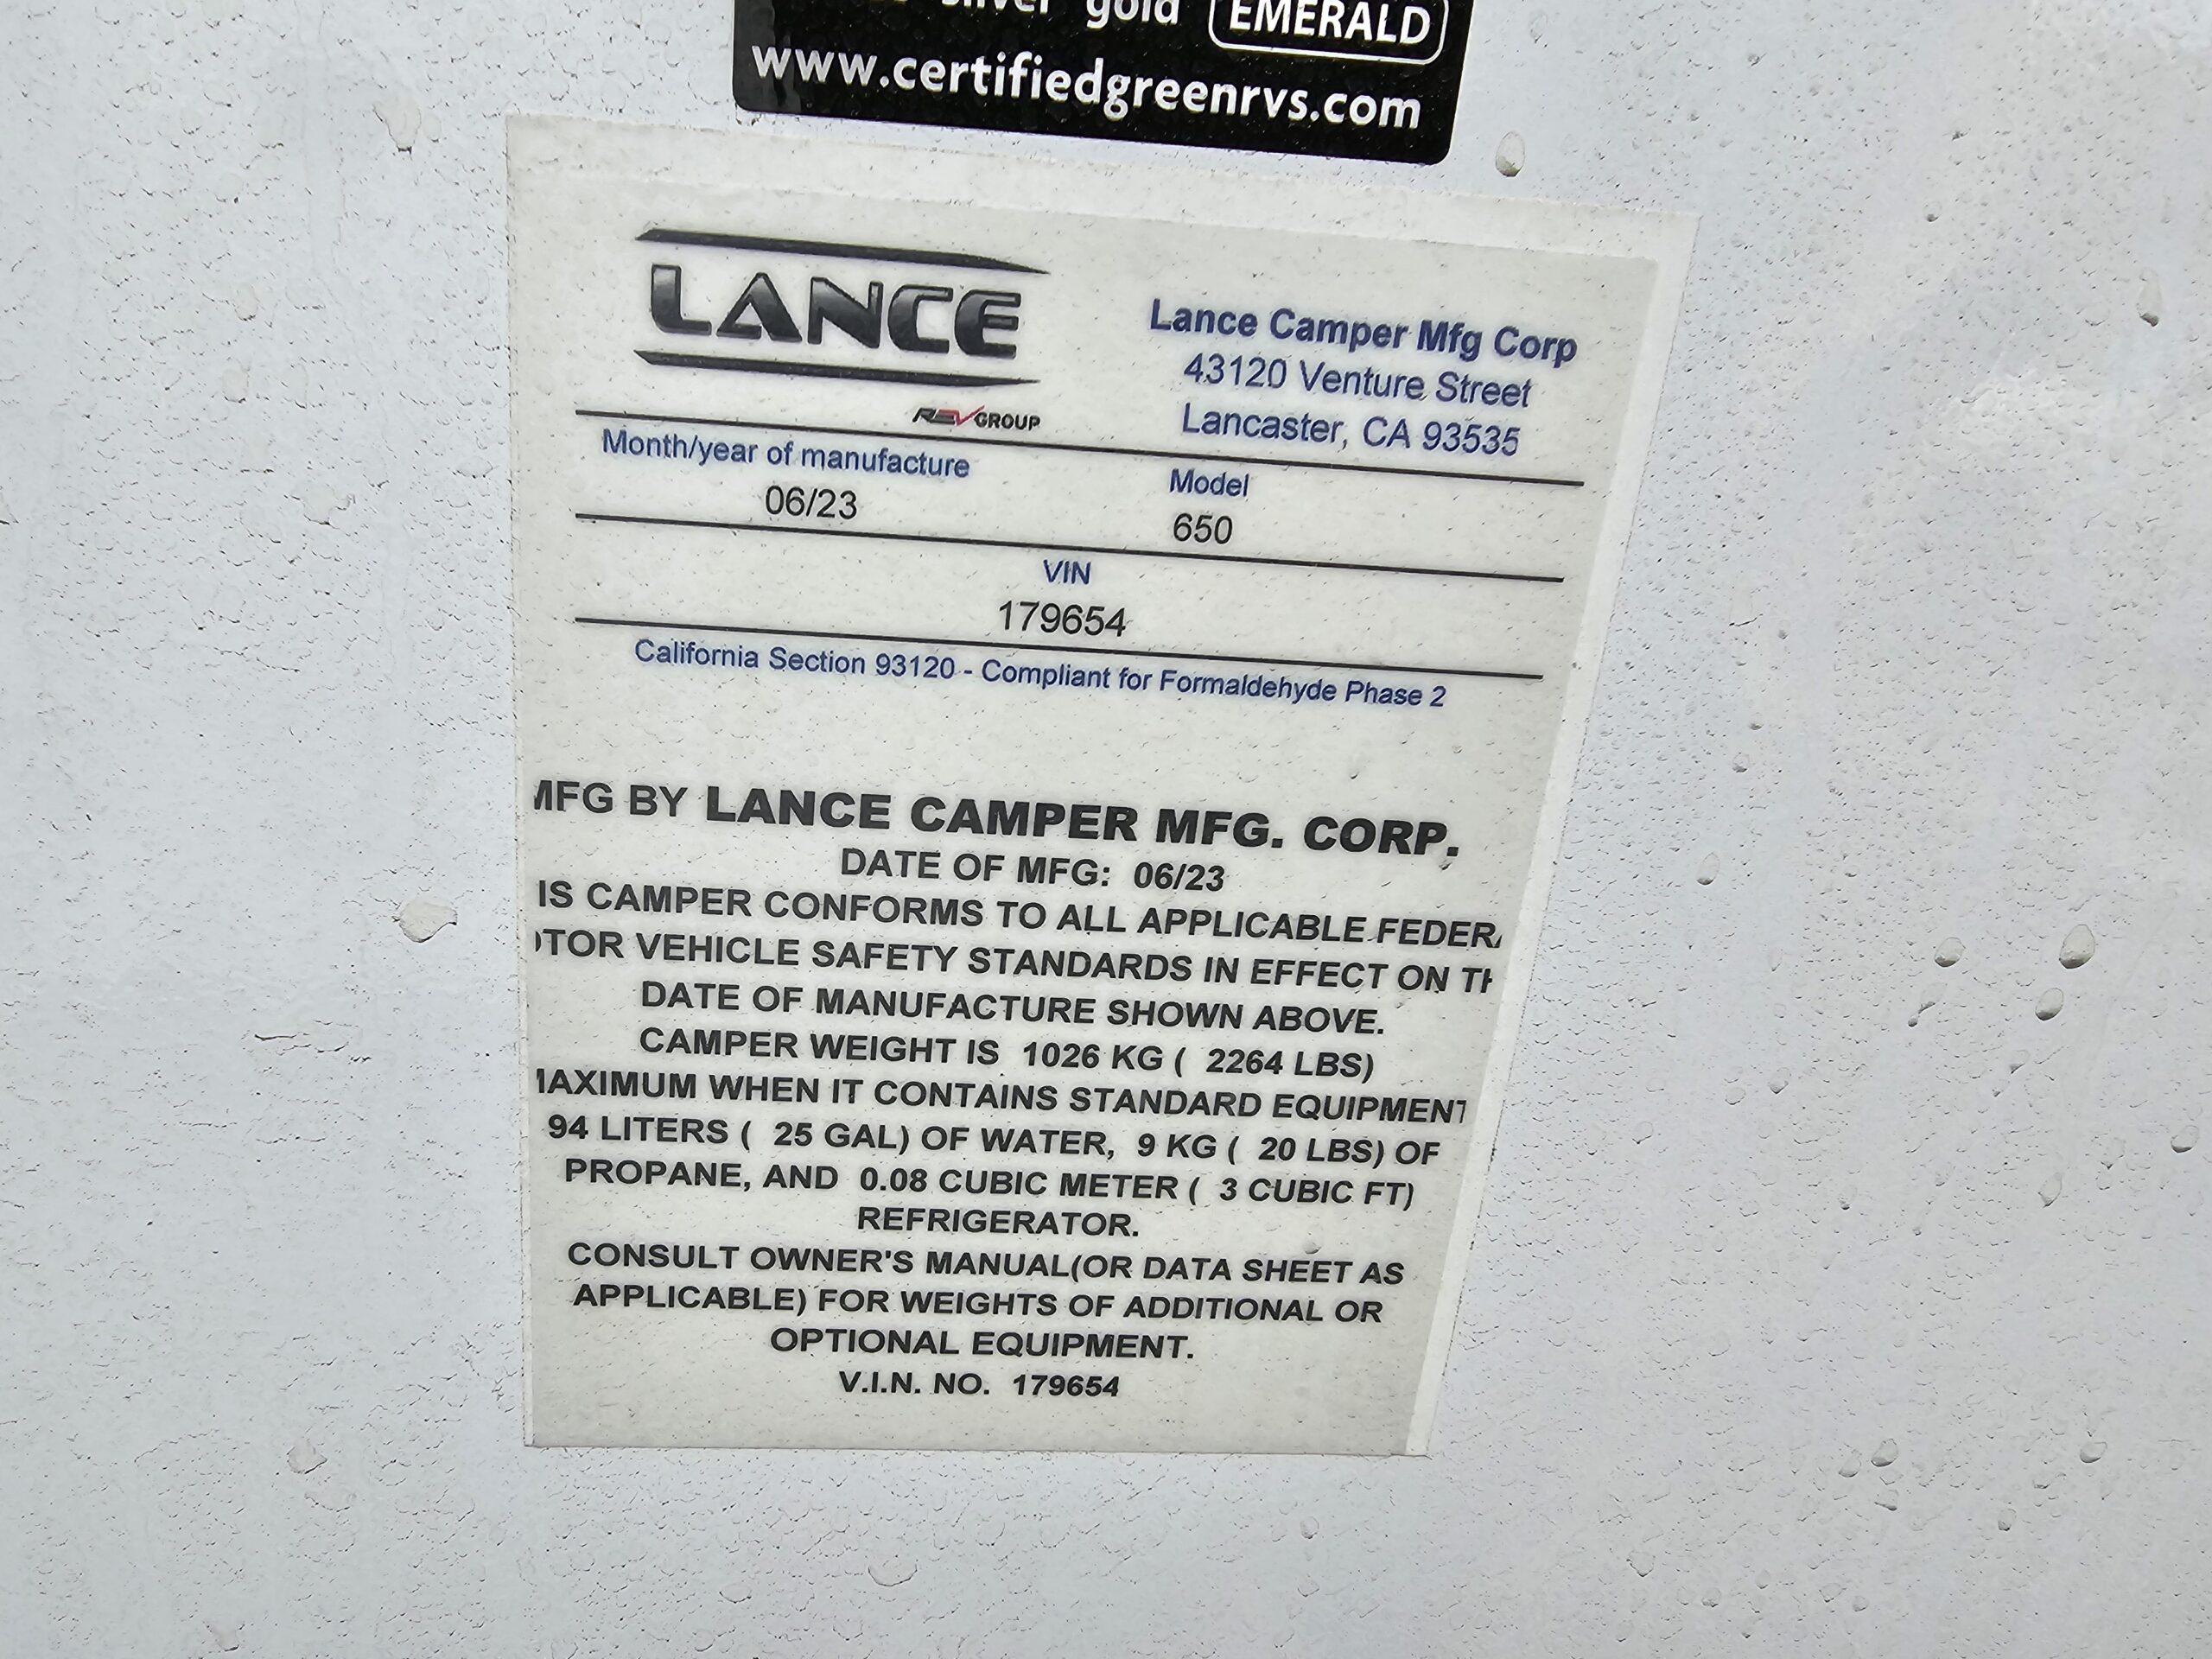 silver gold EMERALD
www.certifiedgreenrvs.com
LANCE
REV GROUP
Lance Camper Mfg Corp
43120 Venture Street
Lancaster, CA 93535
Month/year of manufacture
06/23
Model
650
VIN
179654
California Section 93120 - Compliant for Formaldehyde Phase 2
MFG BY LANCE CAMPER MFG. CORP.
DATE OF MFG: 06/23
IS CAMPER CONFORMS TO ALL APPLICABLE FEDERA
OTOR VEHICLE SAFETY STANDARDS IN EFFECT ON TH
DATE OF MANUFACTURE SHOWN ABOVE.
CAMPER WEIGHT IS 1026 KG ( 2264 LBS)
MAXIMUM WHEN IT CONTAINS STANDARD EQUIPMENT
94 LITERS ( 25 GAL) OF WATER, 9 KG ( 20 LBS) OF
PROPANE, AND 0.08 CUBIC METER ( 3 CUBIC FT)
REFRIGERATOR.
CONSULT OWNER'S MANUAL(OR DATA SHEET AS
APPLICABLE) FOR WEIGHTS OF ADDITIONAL OR
OPTIONAL EQUIPMENT.
V.I.N. NO. 179654